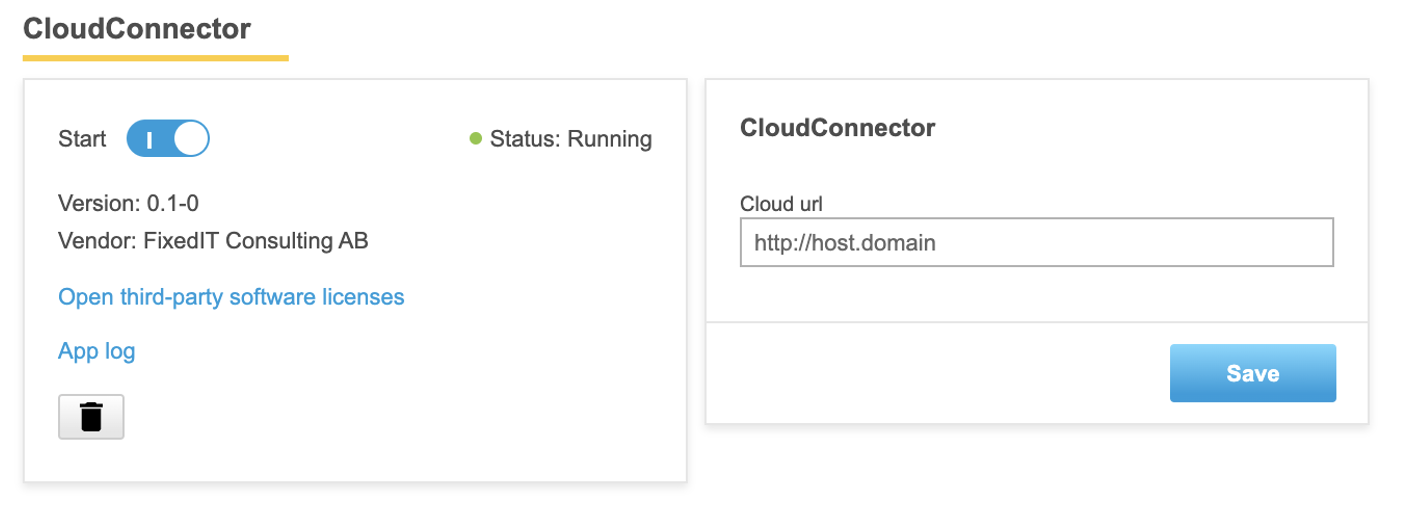 CloudConnector
Start
Status: Running
Version: 0.1-0
Vendor: FixedIT Consulting AB
Open third-party software licenses
App log
CloudConnector
Cloud url
http://host.domain
Save